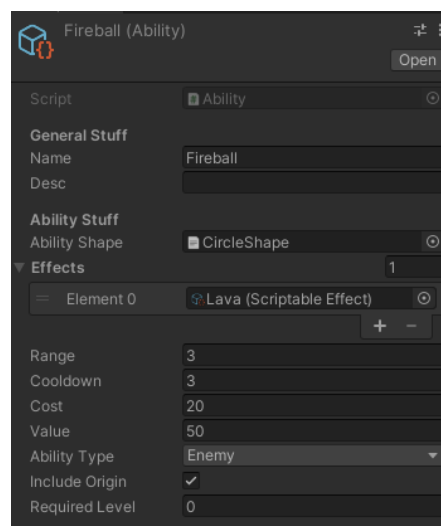 Fireball (Ability)
Open
Script Ability
General Stuff
Name Fireball
Desc
Ability Stuff
Ability Shape CircleShape
Effects 1
Element 0 Lava (Scriptable Effect)
+ -
Range 3
Cooldown 3
Cost 20
Value 50
Ability Type Enemy
Include Origin
Required Level 0